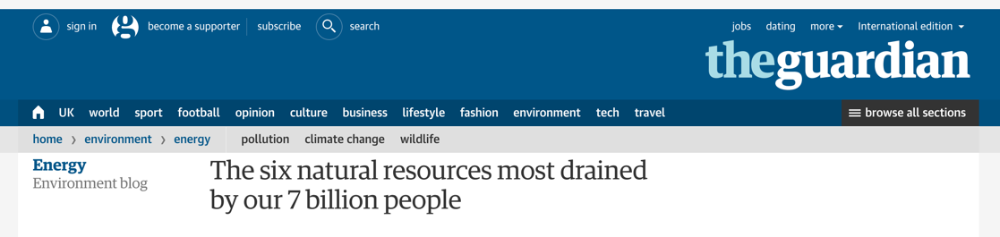 sign in become a supporter subscribe search jobs dating more International edition
theguardian
UK world sport football opinion culture business lifestyle fashion environment tech travel browse all sections
home environment energy pollution climate change wildlife
Energy
Environment blog
The six natural resources most drained
by our 7 billion people